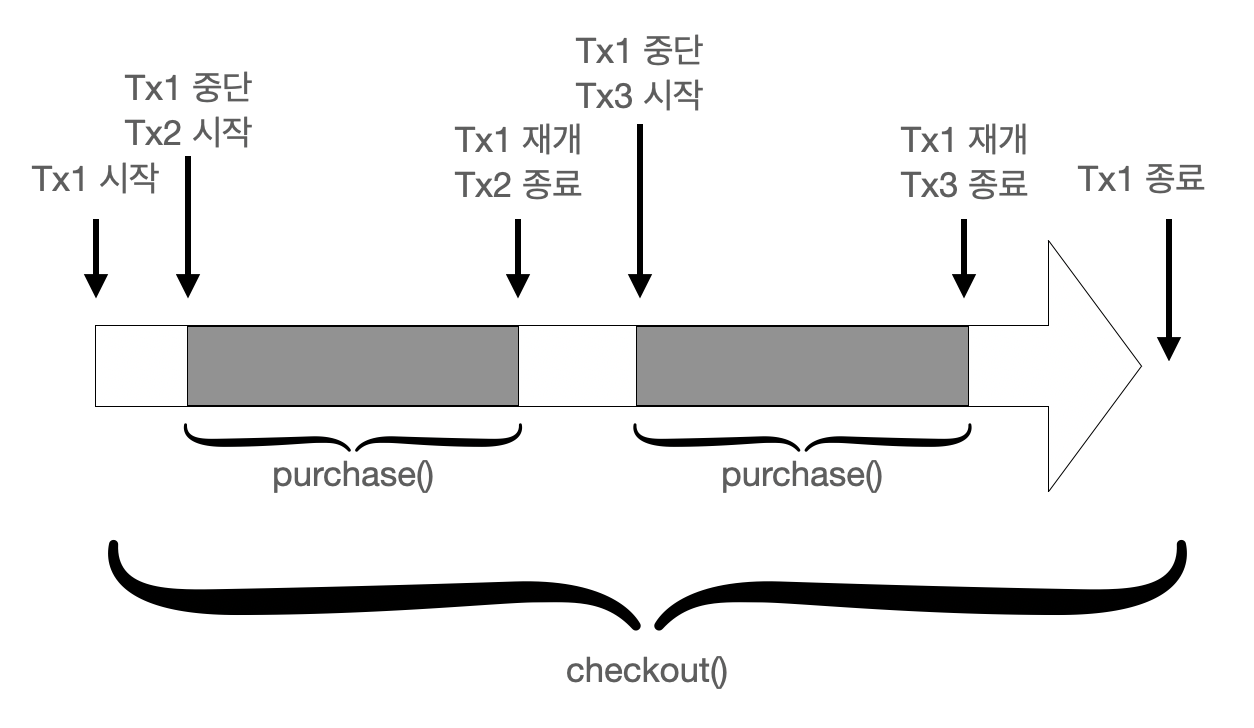 Tx1 시작
Tx1 중단
Tx2 시작
Tx1 재개
Tx2 종료
Tx1 중단
Tx3 시작
Tx1 재개
Tx3 종료
Tx1 종료
purchase()
purchase()
checkout()